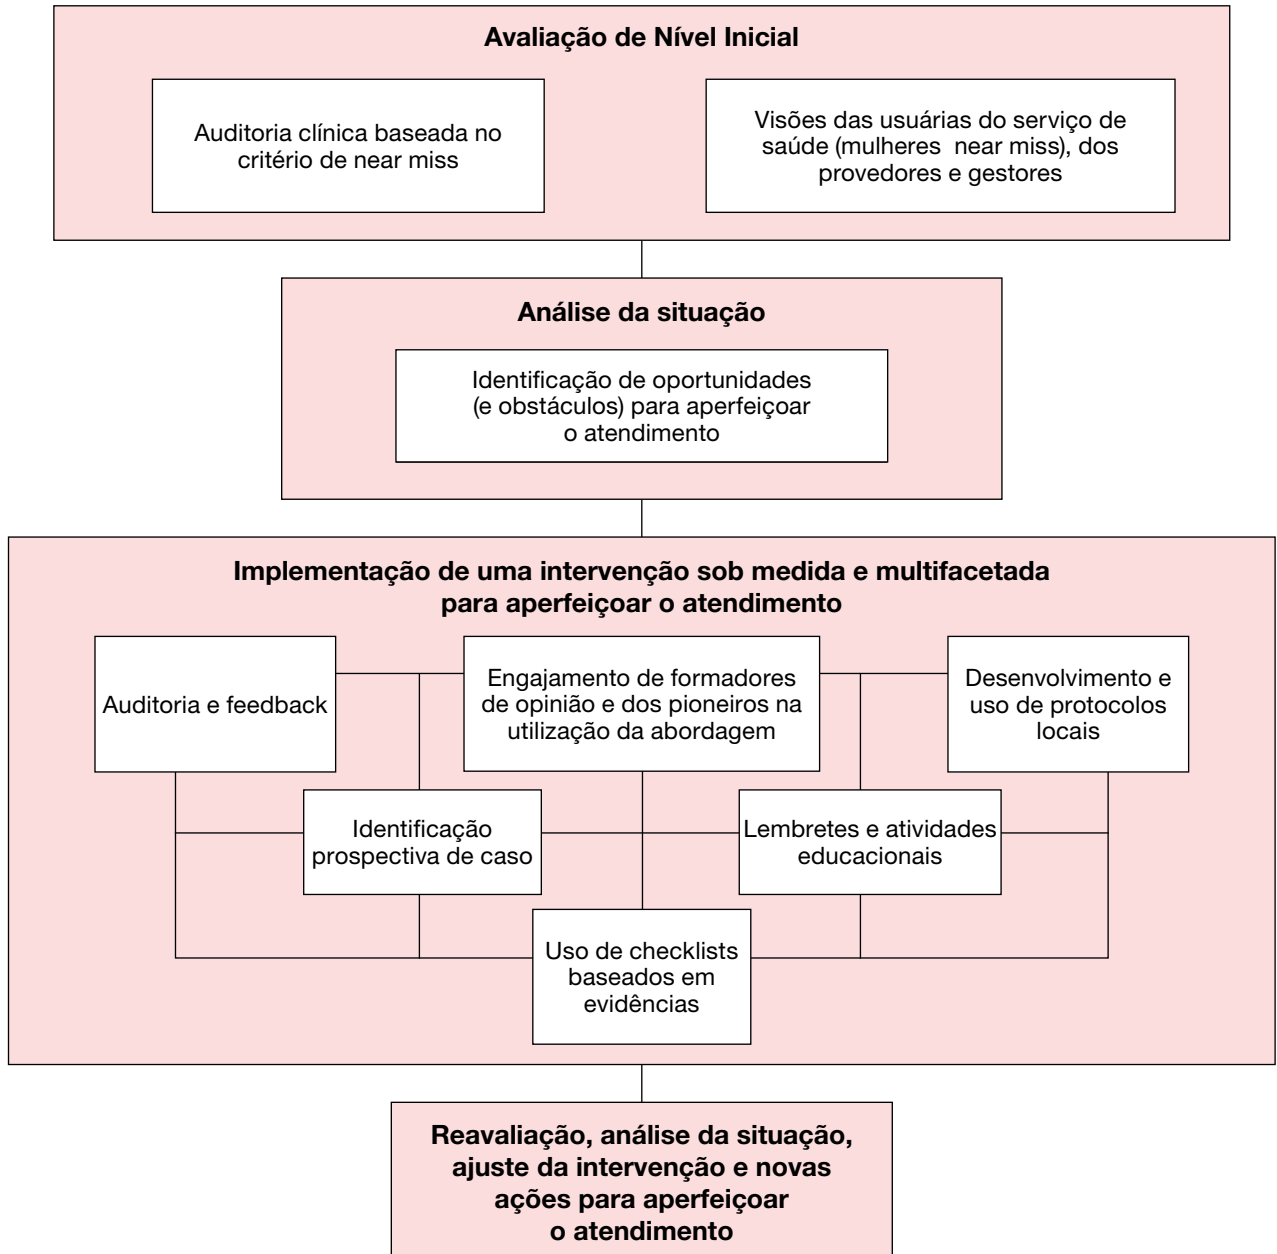 Avaliação de Nível Inicial
Auditoria clínica baseada no
critério de near miss
Visões das usuárias do serviço de
saúde (mulheres near miss), dos
provedores e gestores
Análise da situação
Identificação de oportunidades
(e obstáculos) para aperfeiçoar
o atendimento
Implementação de uma intervenção sob medida e multifacetada
para aperfeiçoar o atendimento
Auditoria e feedback
Engajamento de formadores
de opinião e dos pioneiros na
utilização da abordagem
Desenvolvimento e
uso de protocolos
locais
Identificação
prospectiva de caso
Lembretes e atividades
educacionais
Uso de checklists
baseados em
evidências
Reavaliação, análise da situação,
ajuste da intervenção e novas
ações para aperfeiçoar
o atendimento